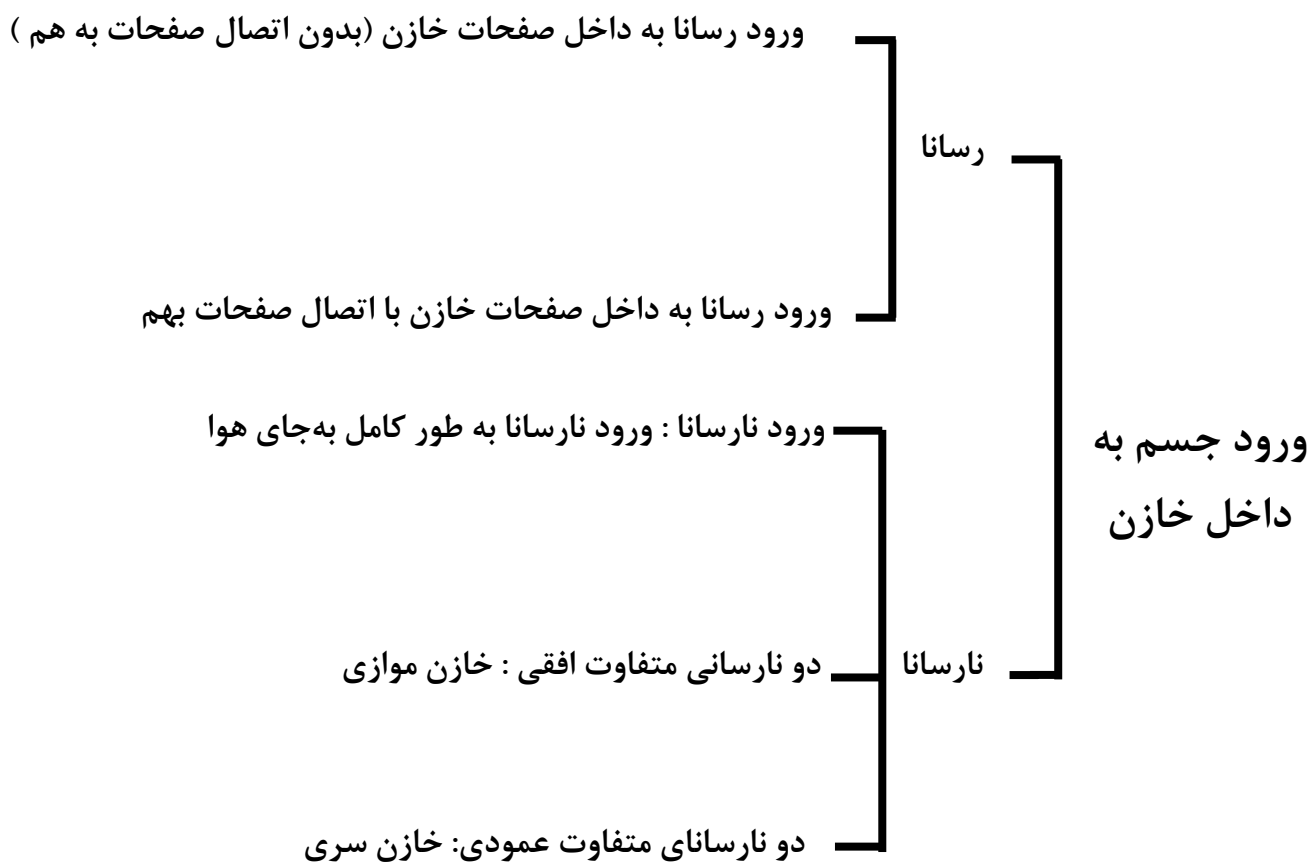 ورود رسانا به داخل صفحات خازن (بدون اتصال صفحات به هم )
رسانا
ورود رسانا به داخل صفحات خازن با اتصال صفحات بهم
ورود نارسانا : ورود نارسانا به طور کامل به‌جای هوا
ورود جسم به
داخل خازن
دو نارسانی متفاوت افقی : خازن موازی
نارسانا
دو نارسانای متفاوت عمودی: خازن سری